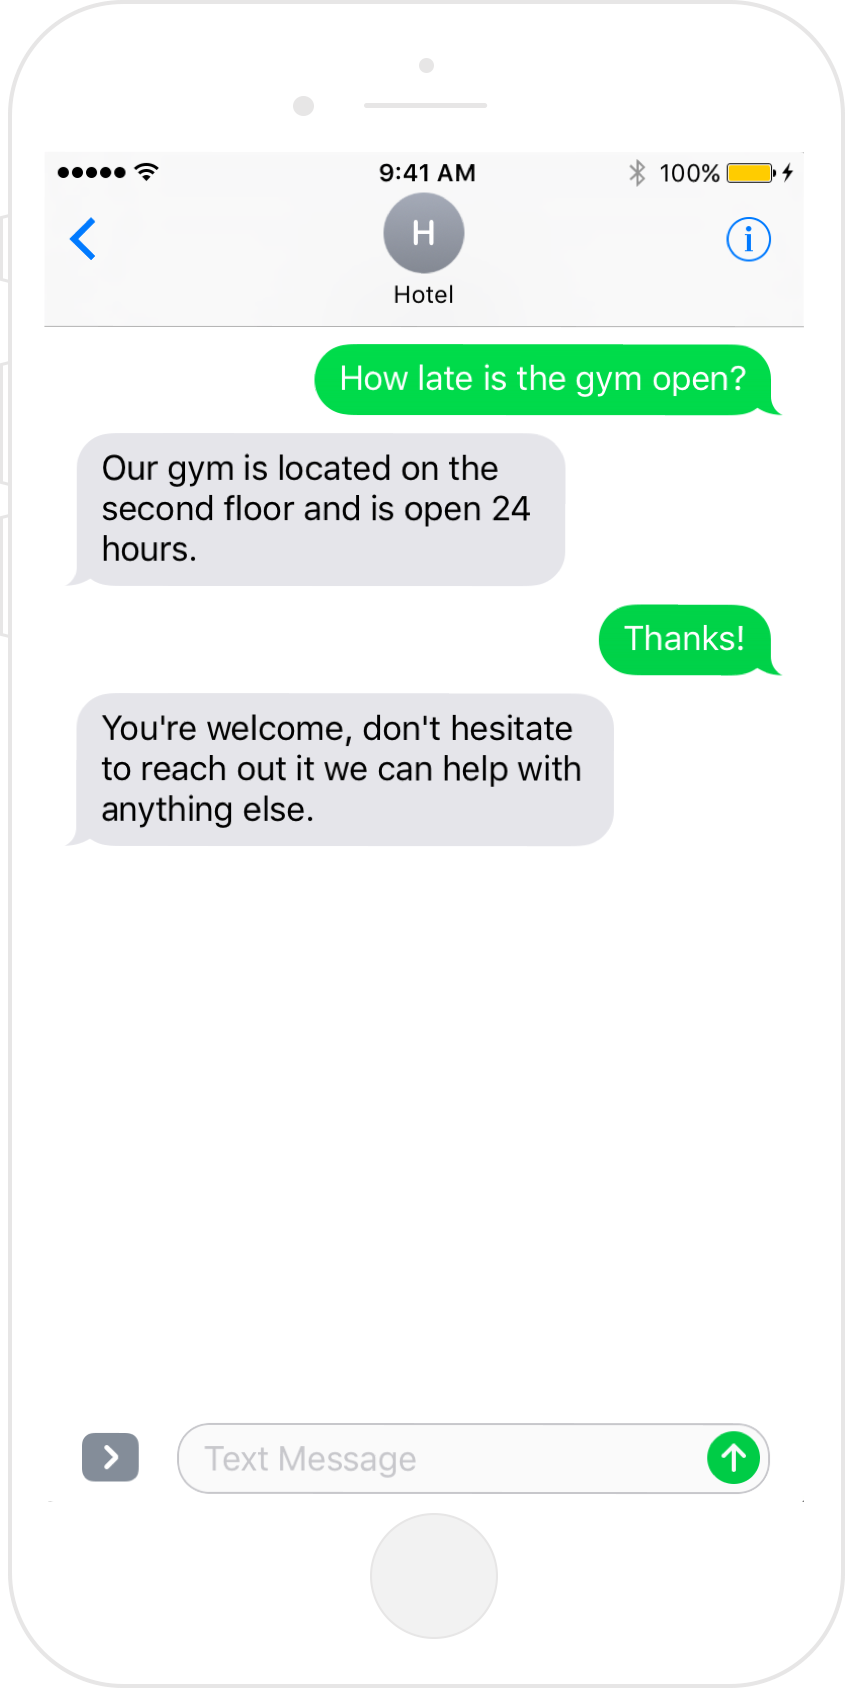 9:41 AM
100%
H
Hotel
How late is the gym open?
Our gym is located on the
second floor and is open 24
hours.
Thanks!
You're welcome, don't hesitate
to reach out it we can help with
anything else.
Text Message